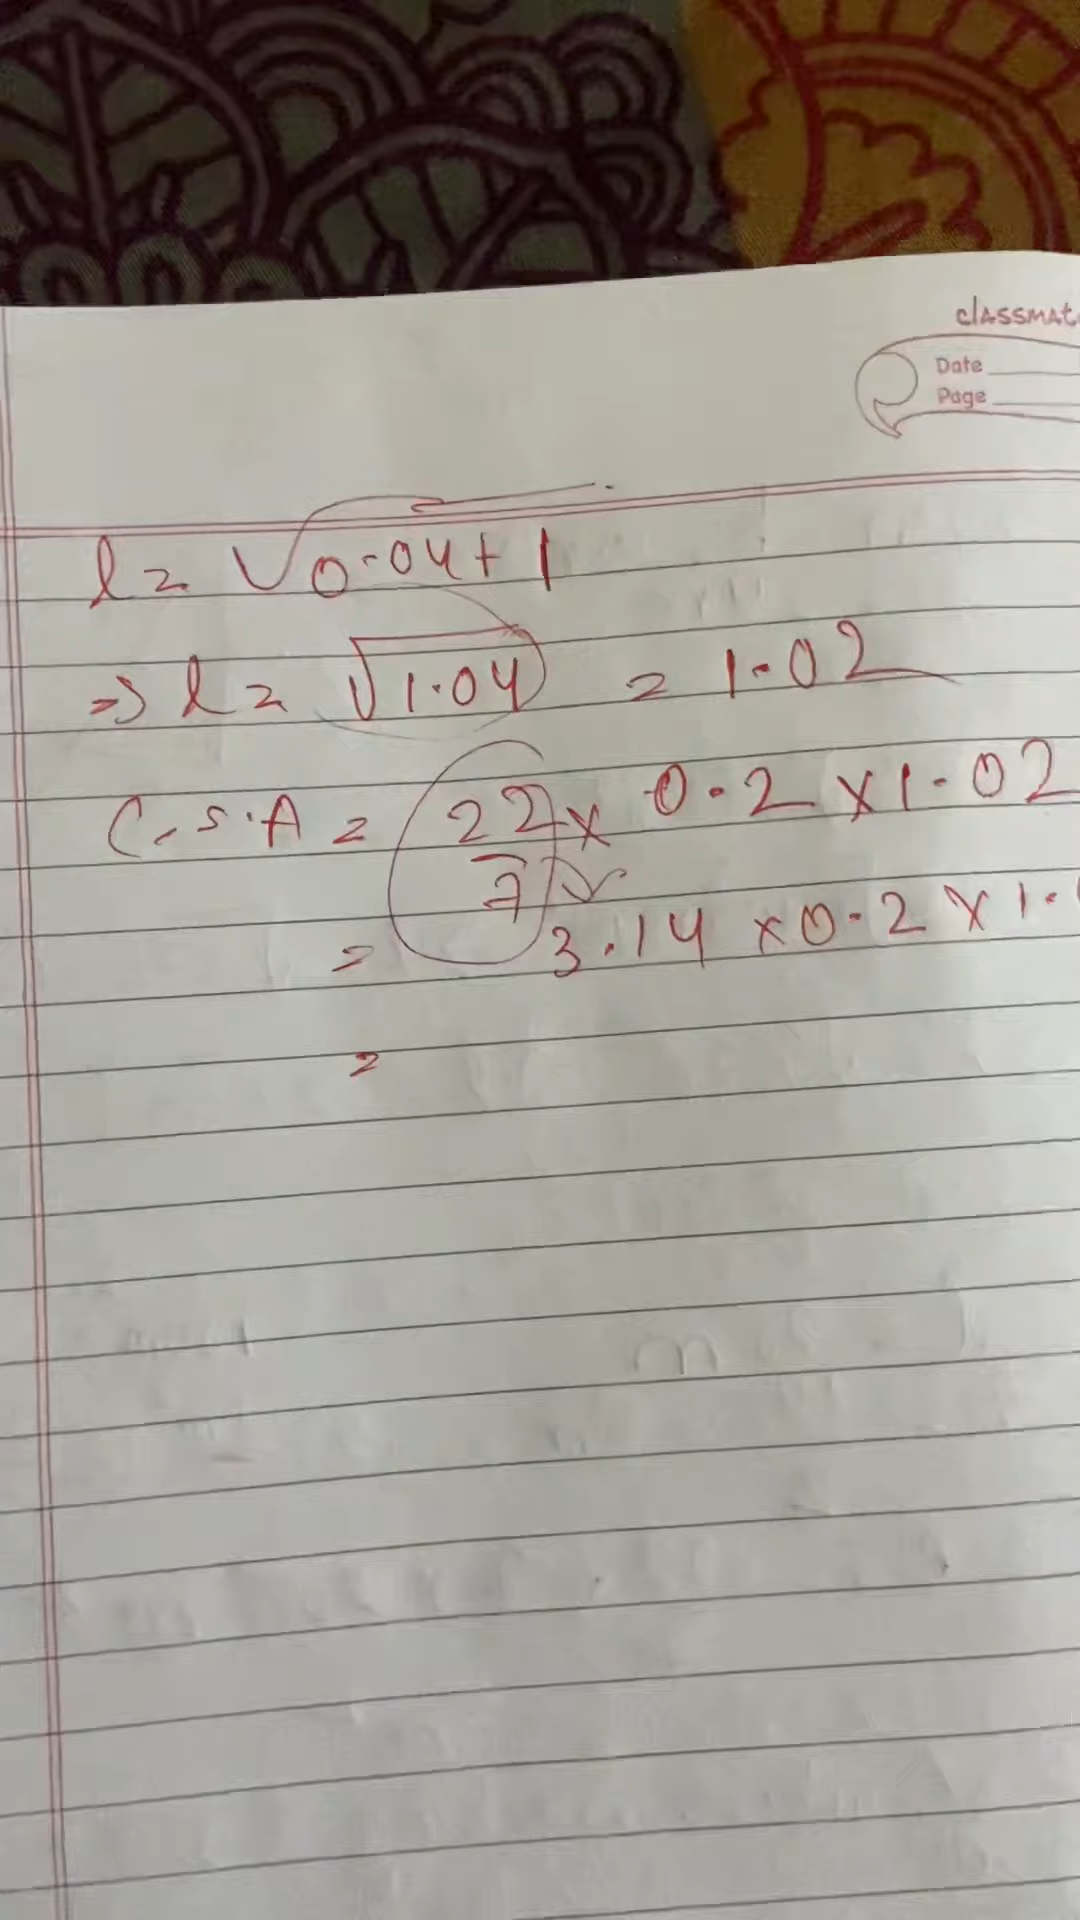 classmat
Date
Page
l = √0.04 + 1
⇒ l = √1.04 = 1.02
C.S.A = 22/7 x 0.2 x 1.02
= 3.14 x 0.2 x 1.
=